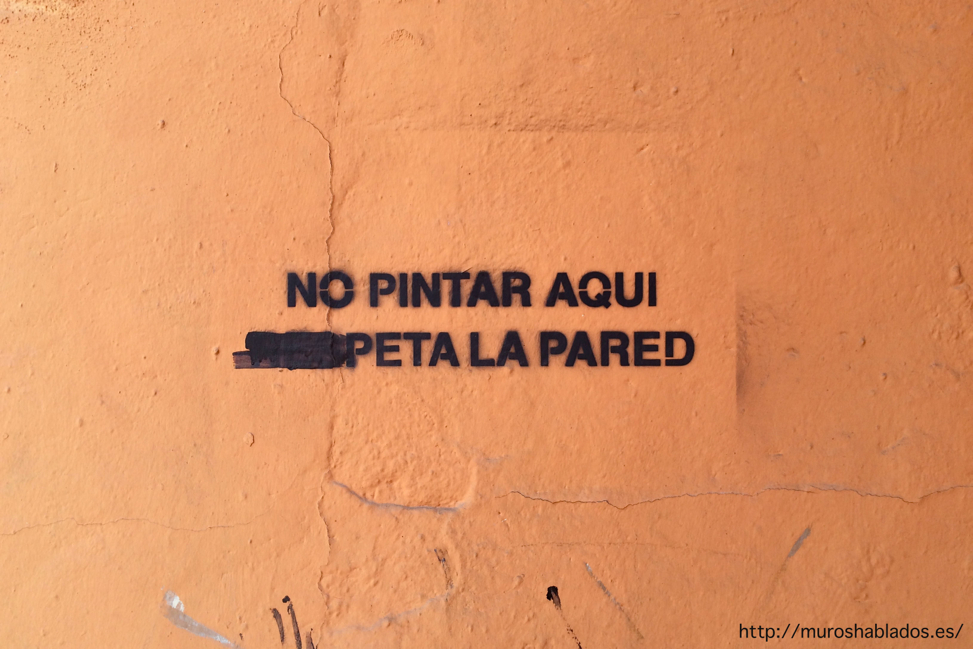 NO PINTAR AQUI
PETA LA PARED
http://muroshablados.es/